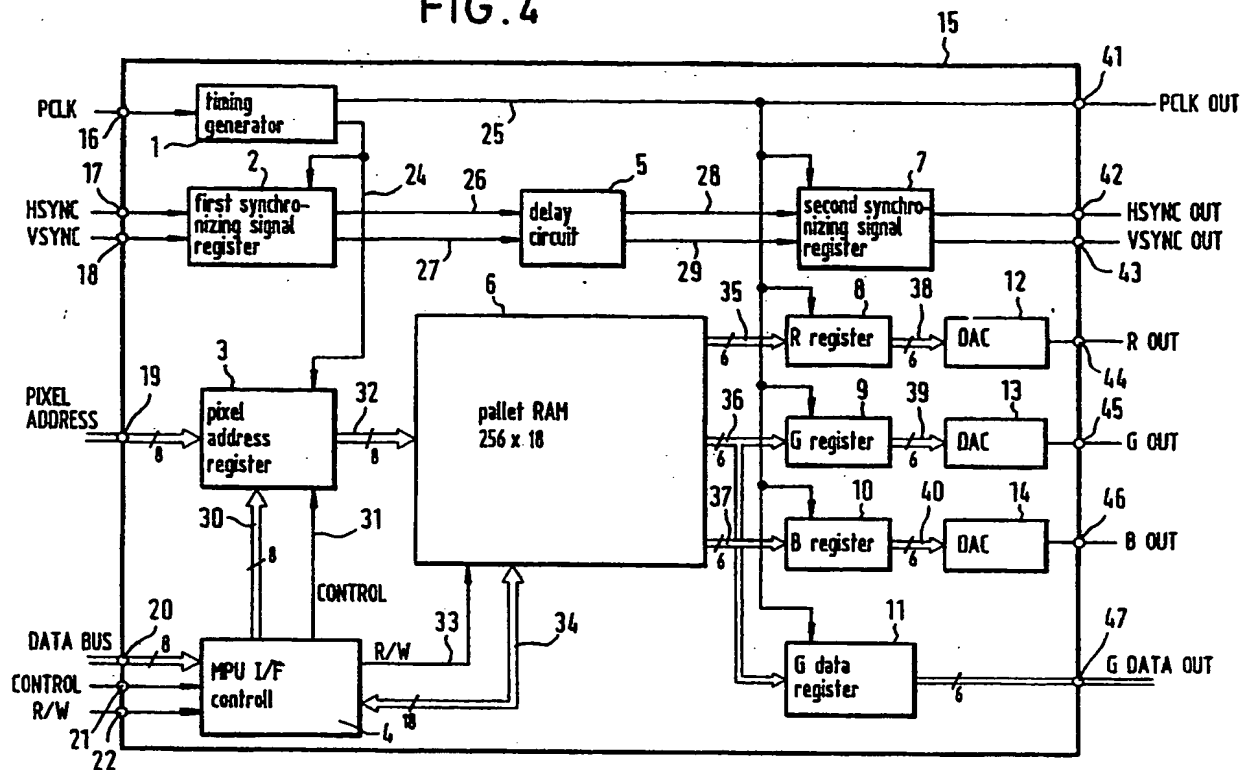 FIG. 4
15
41
PCLK
16
timing
generator
1
25
PCLK OUT
17
2
24
26
5
28
7
42
HSYNC
VSYNC
18
first synchro-
nizing signal
register
27
delay
circuit
29
second synchro-
nizing signal
register
HSYNC OUT
VSYNC OUT
43
6
35
8
38
12
R register
DAC
R OUT
6
6
44
3
PIXEL
ADDRESS
19
8
pixel
address
register
32
8
pallet RAM
256 x 18
36
6
9
G register
39
6
13
DAC
45
G OUT
37
6
10
B register
40
6
14
DAC
46
B OUT
30
8
31
CONTROL
33
34
DATA BUS
20
8
CONTROL
21
R/W
22
MPU I/F
controll
4
R/W
18
11
G data
register
6
47
G DATA OUT